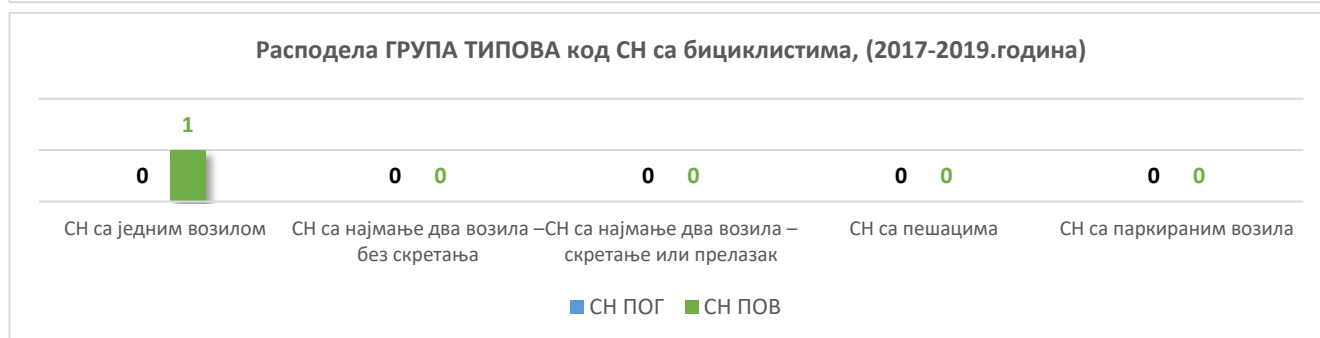 Расподела ГРУПА ТИПОВА код СН са бициклистима, (2017-2019.година)
1
0
0 0
0 0
0 0
0 0
СН са једним возилом
СН са најмање два возила –
без скретања
СН са најмање два возила –
скретање или прелазак
СН са пешацима
СН са паркираним возила
СН ПОГ СН ПОВ